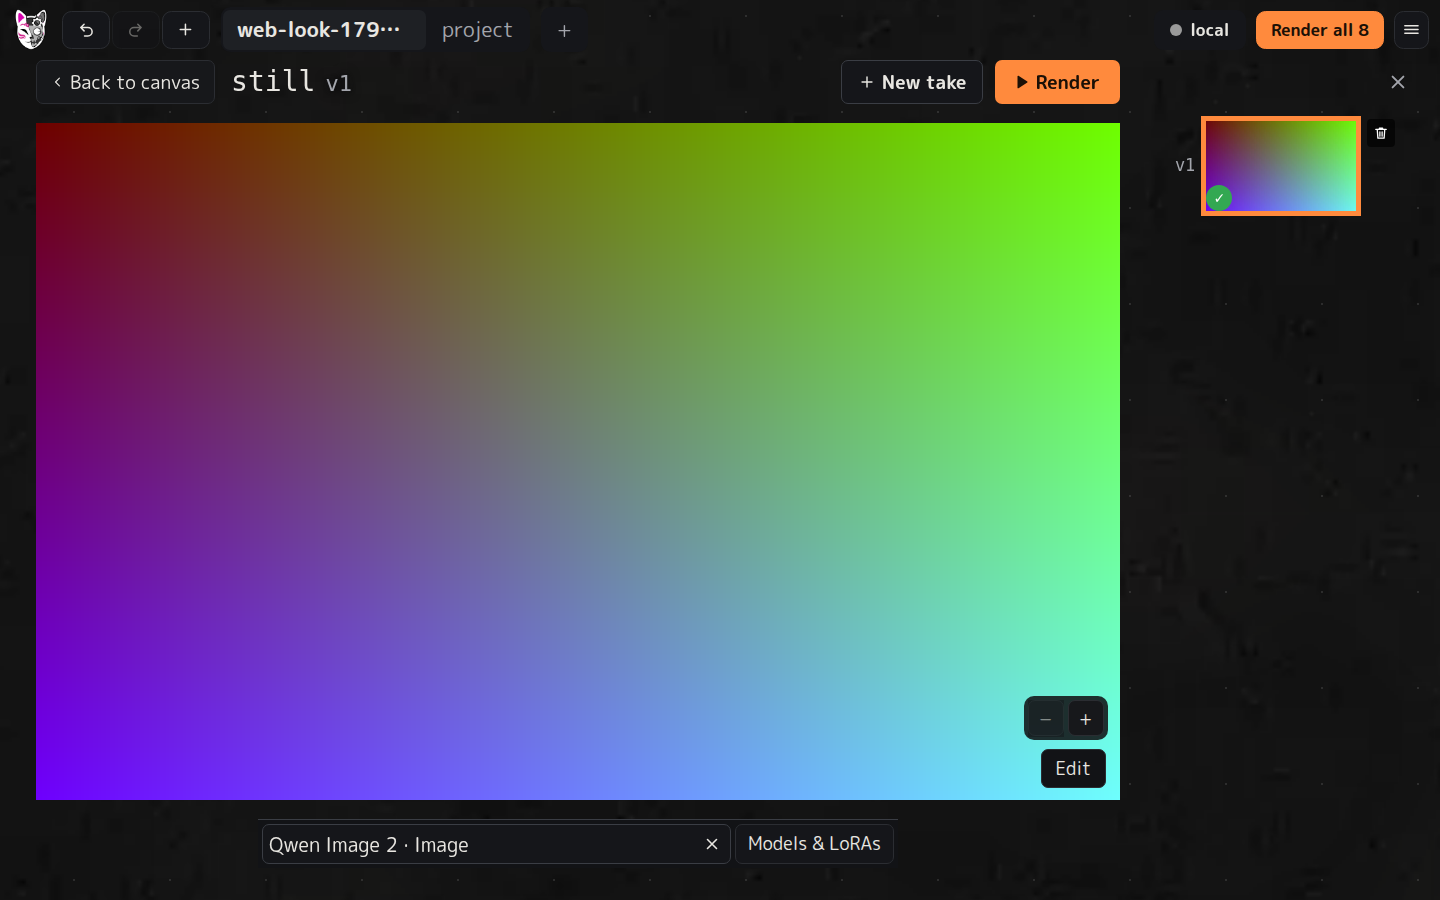 web-look-179···
project
local
Render all 8
Back to canvas
still v1
New take
Render
v1
Edit
Qwen Image 2 · Image
Models & LoRAs